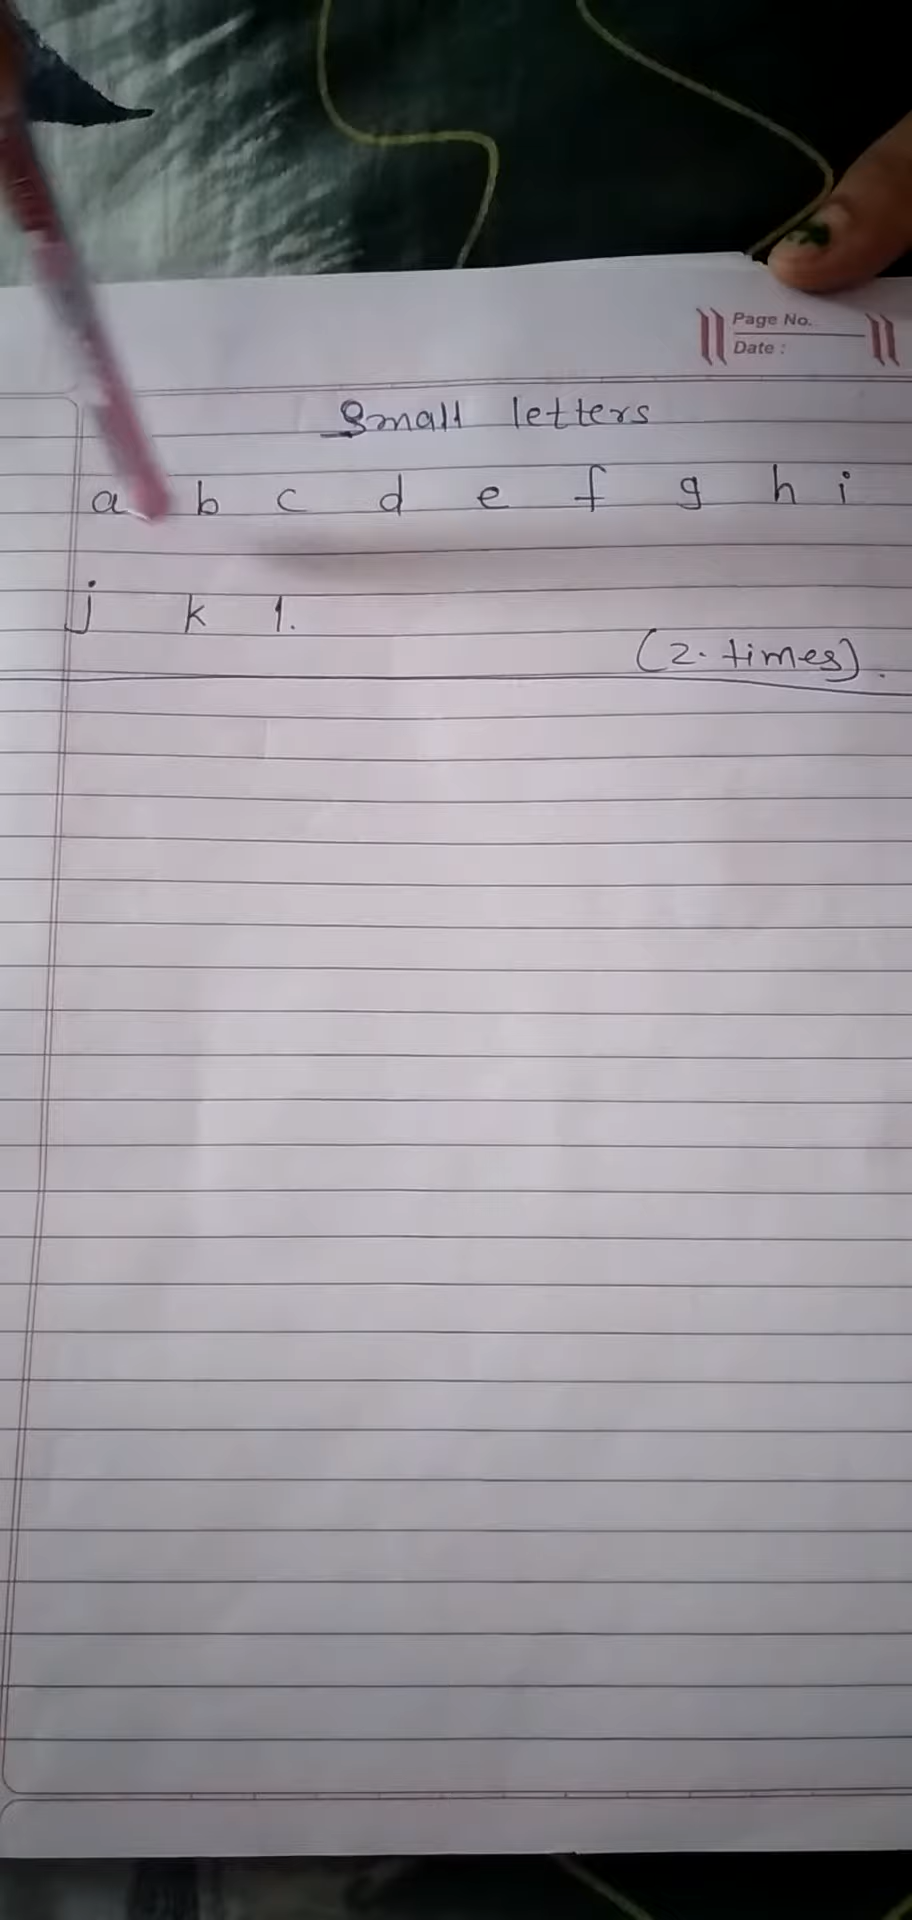 Page No.
Date :
Small letters
a b c d e f g h i
j k l.
(2. times).